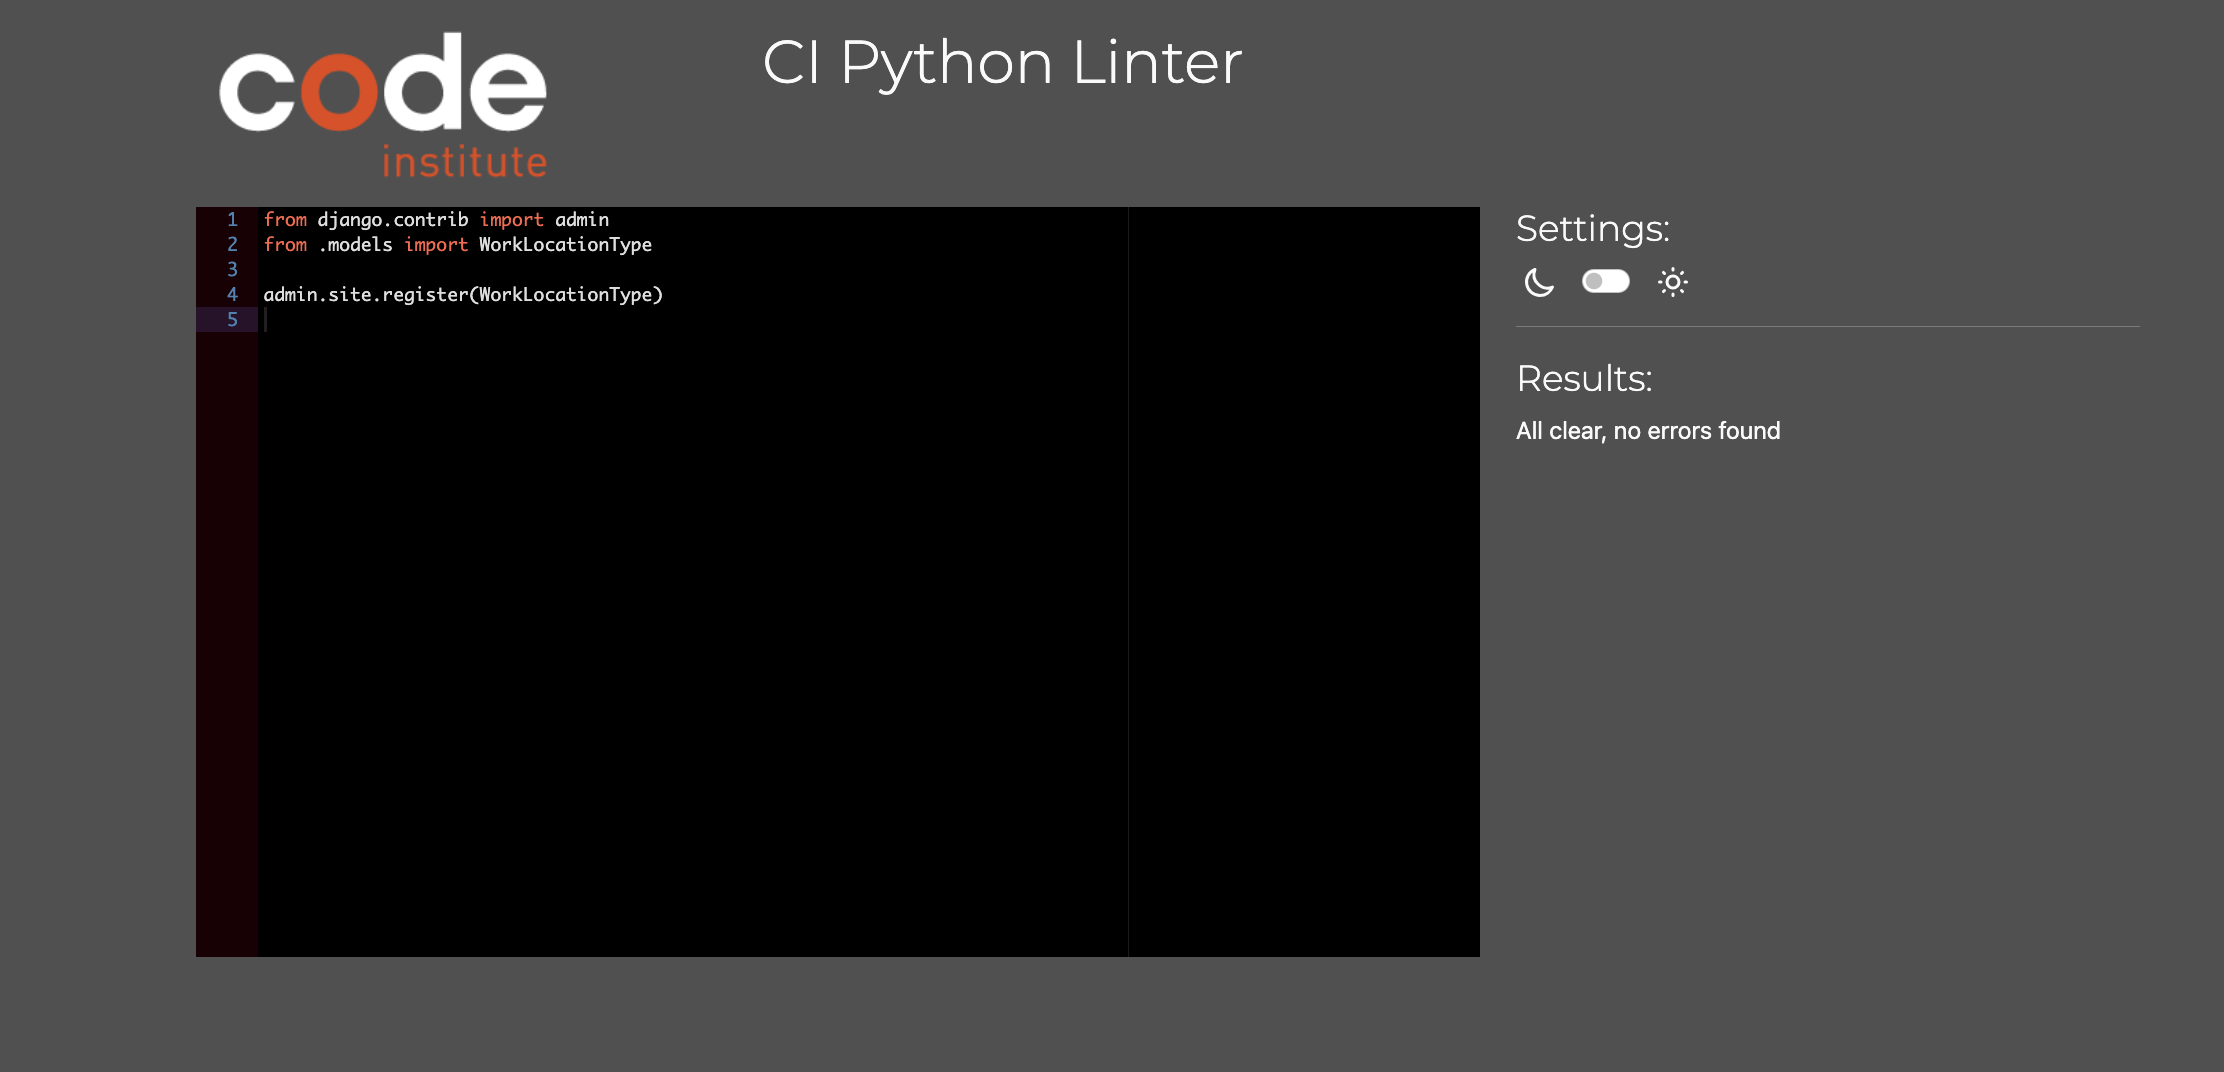 code
institute
CI Python Linter
1 from django.contrib import admin
2 from .models import WorkLocationType
3
4 admin.site.register(WorkLocationType)
5
Settings:
Results:
All clear, no errors found